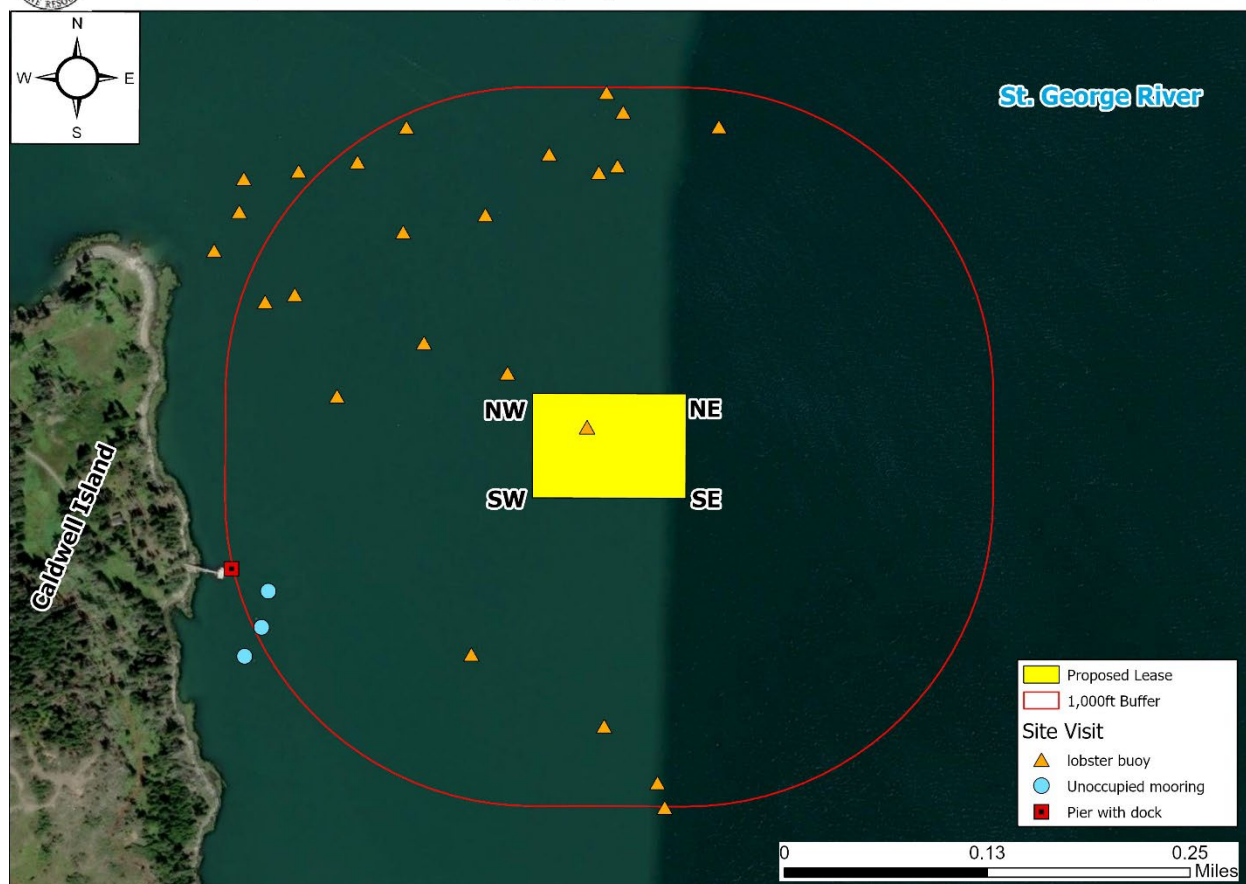 N
W E
S
St. George River
NW NE
SW SE
Caldwell Island
Proposed Lease
1,000ft Buffer
Site Visit
lobster buoy
Unoccupied mooring
Pier with dock
0 0.13 0.25
Miles